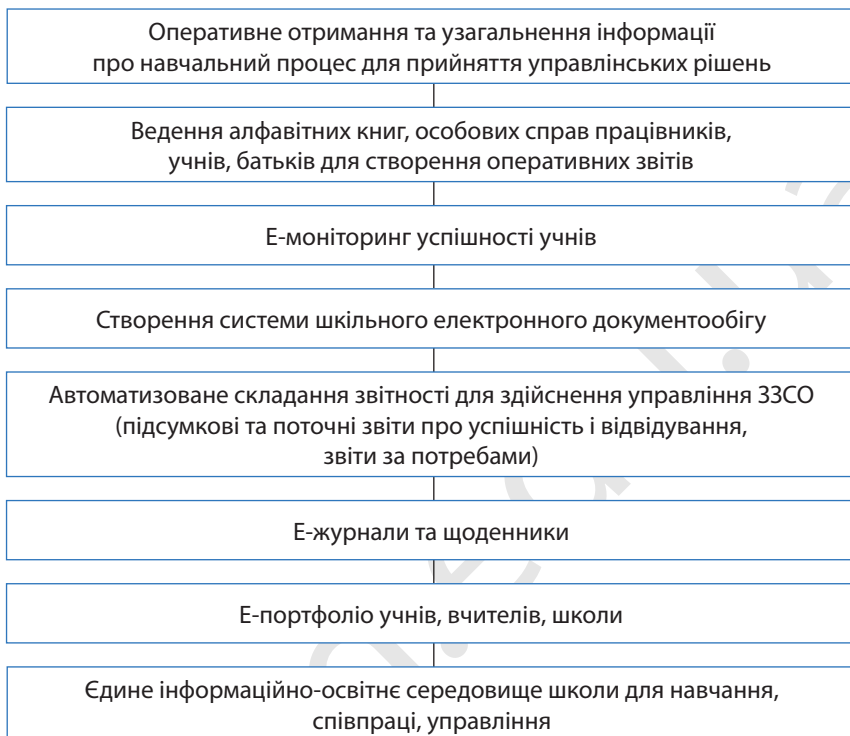 Оперативне отримання та узагальнення інформації
про навчальний процес для прийняття управлінських рішень
Ведення алфавітних книг, особових справ працівників,
учнів, батьків для створення оперативних звітів
Е-моніторинг успішності учнів
Створення системи шкільного електронного документообігу
Автоматизоване складання звітності для здійснення управління ЗЗСО
(підсумкові та поточні звіти про успішність і відвідування,
звіти за потребами)
Е-журнали та щоденники
Е-портфоліо учнів, вчителів, школи
Єдине інформаційно-освітнє середовище школи для навчання,
співпраці, управління